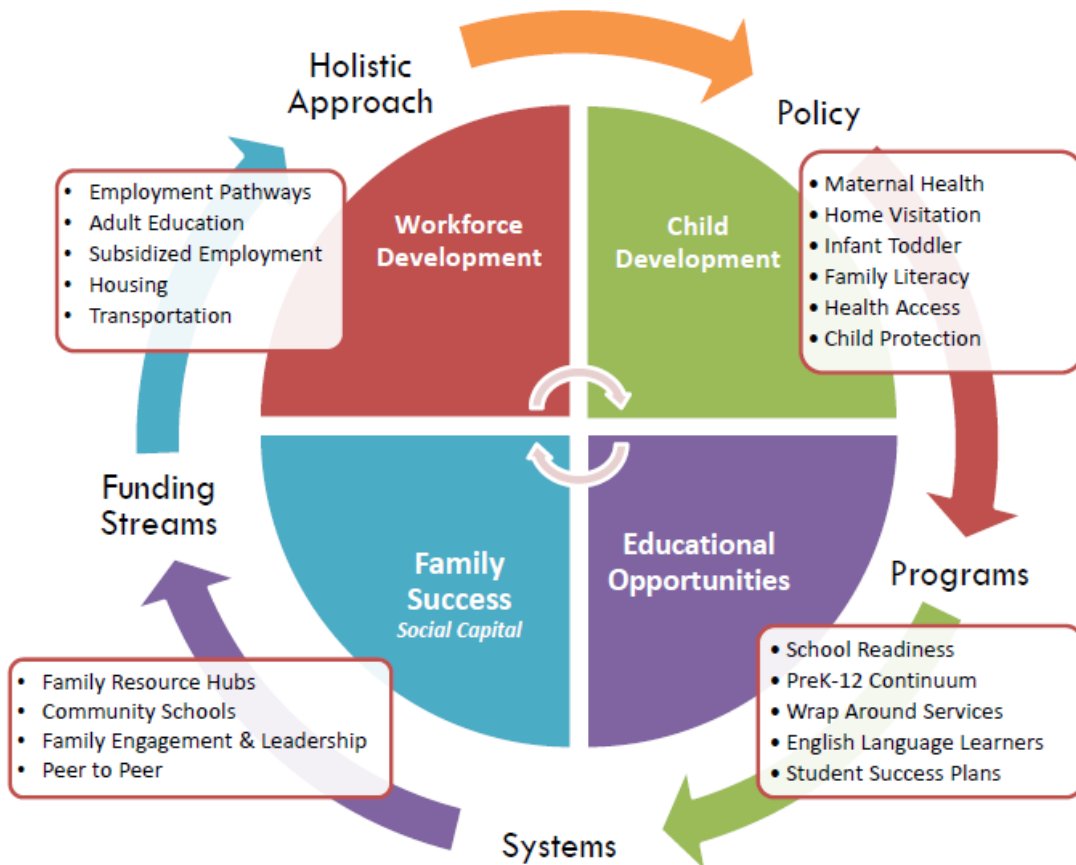 Holistic
Approach
Policy
• Employment Pathways
• Adult Education
• Subsidized Employment
• Housing
• Transportation
Workforce
Development
Child
Development
• Maternal Health
• Home Visitation
• Infant Toddler
• Family Literacy
• Health Access
• Child Protection
Funding
Streams
Family
Success
Social Capital
Educational
Opportunities
Programs
• Family Resource Hubs
• Community Schools
• Family Engagement & Leadership
• Peer to Peer
• School Readiness
• PreK-12 Continuum
• Wrap Around Services
• English Language Learners
• Student Success Plans
Systems